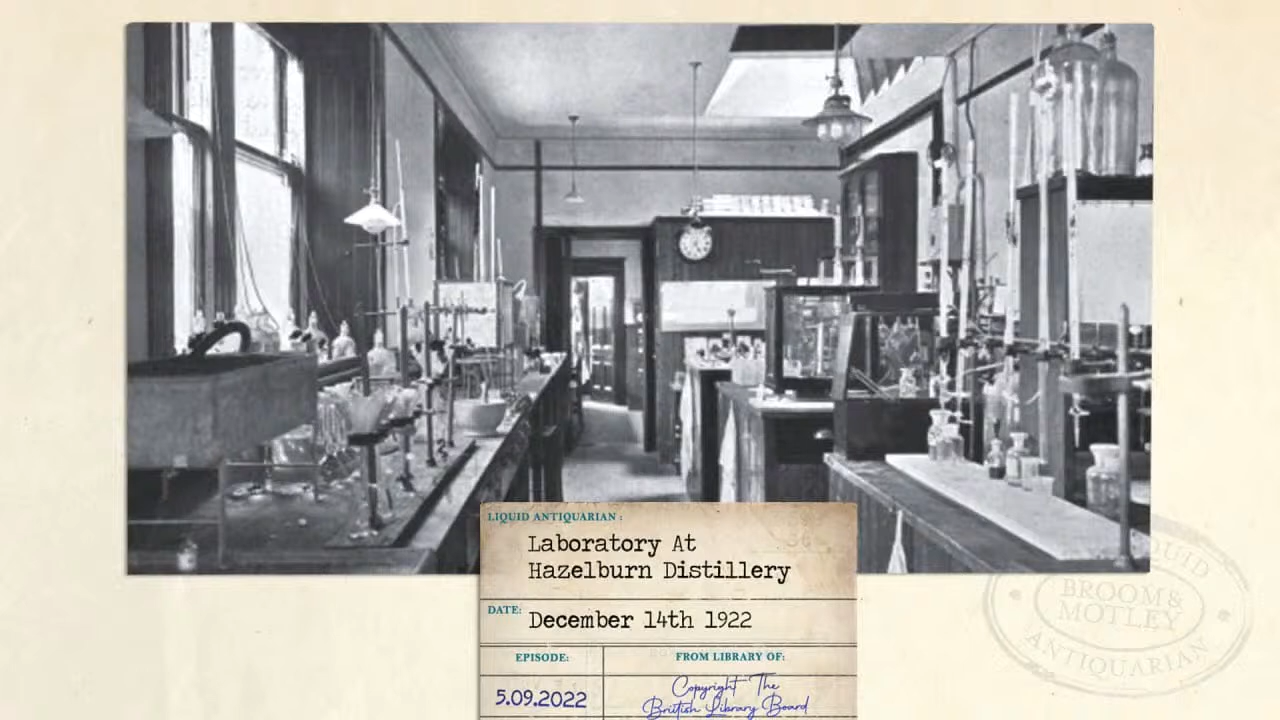 LIQUID ANTIQUARIAN :
Laboratory At
Hazelburn Distillery
DATE:
December 14th 1922
EPISODE:
FROM LIBRARY OF:
5.09.2022
Copyright The
British Library Board
LIQUID
BROOM &
MOTLEY
ANTIQUARIAN